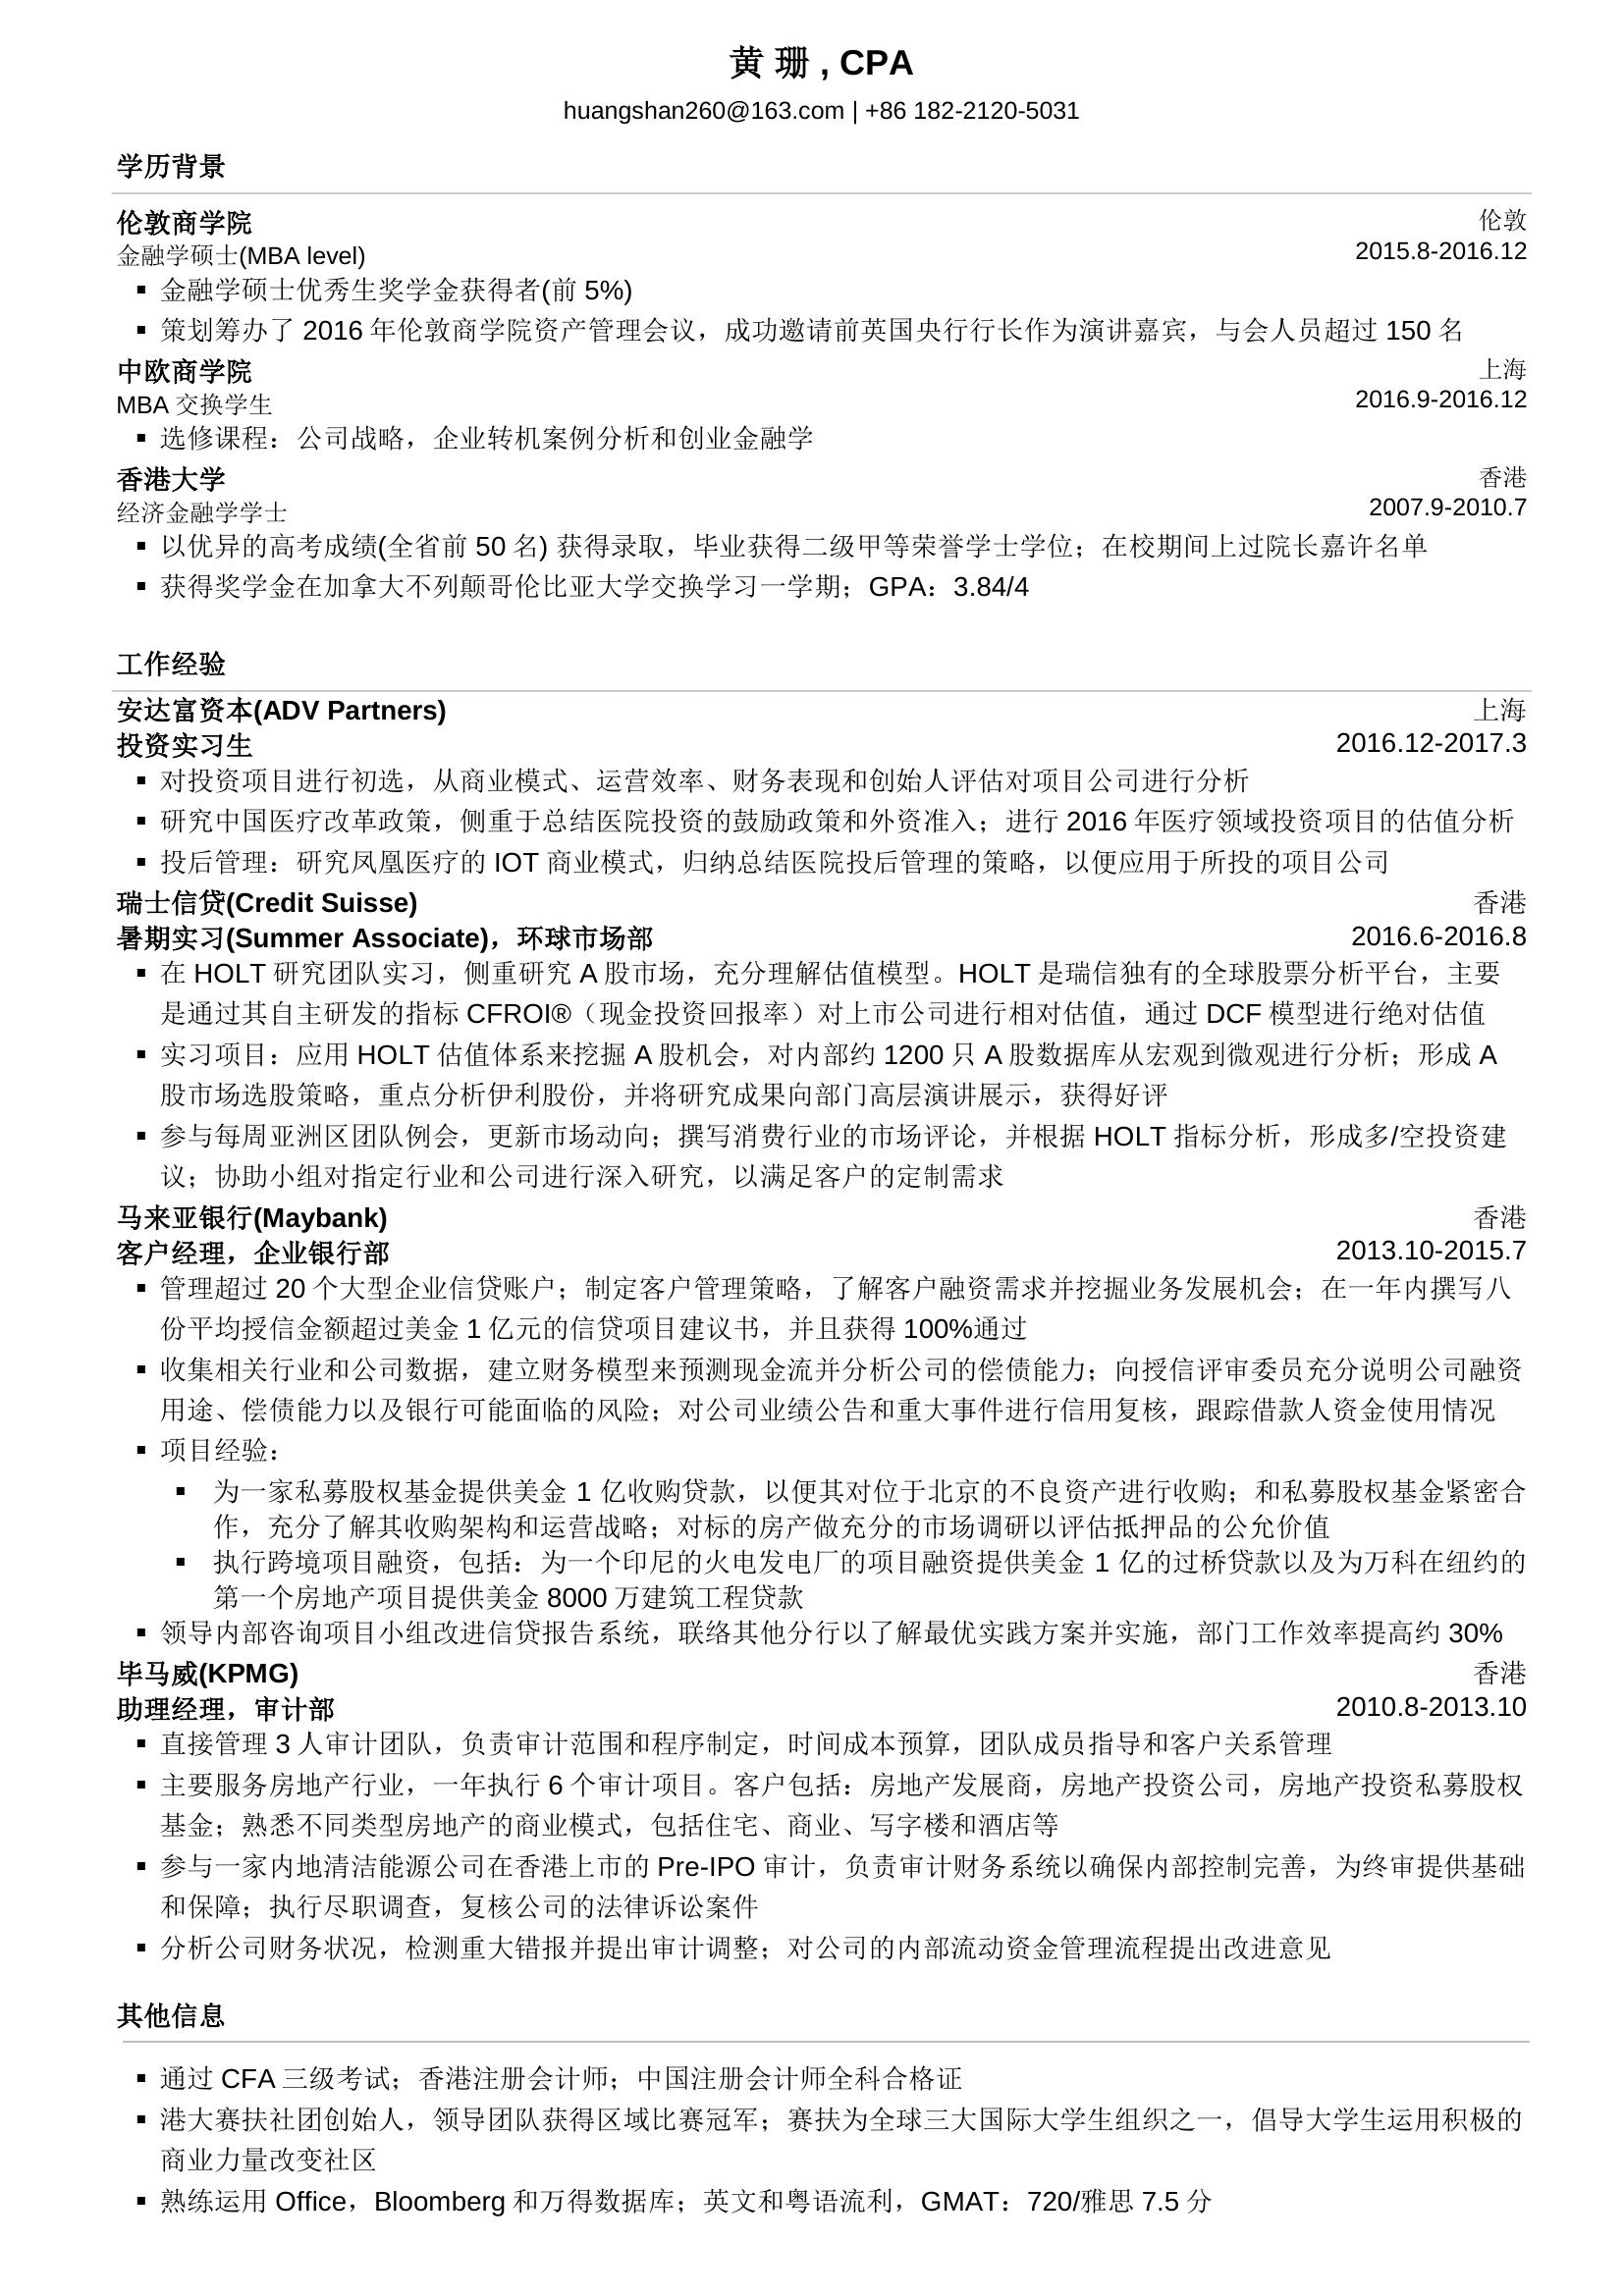 黄 珊 , CPA
huangshan260@163.com | +86 182-2120-5031
学历背景
伦敦商学院 伦敦
金融学硕士(MBA level) 2015.8-2016.12
▪ 金融学硕士优秀生奖学金获得者(前 5%)
▪ 策划筹办了 2016 年伦敦商学院资产管理会议，成功邀请前英国央行行长作为演讲嘉宾，与会人员超过 150 名
中欧商学院 上海
MBA 交换学生 2016.9-2016.12
▪ 选修课程：公司战略，企业转机案例分析和创业金融学
香港大学 香港
经济金融学学士 2007.9-2010.7
▪ 以优异的高考成绩(全省前 50 名) 获得录取，毕业获得二级甲等荣誉学士学位；在校期间上过院长嘉许名单
▪ 获得奖学金在加拿大不列颠哥伦比亚大学交换学习一学期；GPA：3.84/4
工作经验
安达富资本(ADV Partners) 上海
投资实习生 2016.12-2017.3
▪ 对投资项目进行初选，从商业模式、运营效率、财务表现和创始人评估对项目公司进行分析
▪ 研究中国医疗改革政策，侧重于总结医院投资的鼓励政策和外资准入；进行 2016 年医疗领域投资项目的估值分析
▪ 投后管理：研究凤凰医疗的 IOT 商业模式，归纳总结医院投后管理的策略，以便应用于所投的项目公司
瑞士信贷(Credit Suisse) 香港
暑期实习(Summer Associate)，环球市场部 2016.6-2016.8
▪ 在 HOLT 研究团队实习，侧重研究 A 股市场，充分理解估值模型。HOLT 是瑞信独有的全球股票分析平台，主要
是通过其自主研发的指标 CFROI®（现金投资回报率）对上市公司进行相对估值，通过 DCF 模型进行绝对估值
▪ 实习项目：应用 HOLT 估值体系来挖掘 A 股机会，对内部约 1200 只 A 股数据库从宏观到微观进行分析；形成 A
股市场选股策略，重点分析伊利股份，并将研究成果向部门高层演讲展示，获得好评
▪ 参与每周亚洲区团队例会，更新市场动向；撰写消费行业的市场评论，并根据 HOLT 指标分析，形成多/空投资建
议；协助小组对指定行业和公司进行深入研究，以满足客户的定制需求
马来亚银行(Maybank) 香港
客户经理，企业银行部 2013.10-2015.7
▪ 管理超过 20 个大型企业信贷账户；制定客户管理策略，了解客户融资需求并挖掘业务发展机会；在一年内撰写八
份平均授信金额超过美金 1 亿元的信贷项目建议书，并且获得 100%通过
▪ 收集相关行业和公司数据，建立财务模型来预测现金流并分析公司的偿债能力；向授信评审委员充分说明公司融资
用途、偿债能力以及银行可能面临的风险；对公司业绩公告和重大事件进行信用复核，跟踪借款人资金使用情况
▪ 项目经验：
▪ 为一家私募股权基金提供美金 1 亿收购贷款，以便其对位于北京的不良资产进行收购；和私募股权基金紧密合
作，充分了解其收购架构和运营战略；对标的房产做充分的市场调研以评估抵押品的公允价值
▪ 执行跨境项目融资，包括：为一个印尼的火电发电厂的项目融资提供美金 1 亿的过桥贷款以及为万科在纽约的
第一个房地产项目提供美金 8000 万建筑工程贷款
▪ 领导内部咨询项目小组改进信贷报告系统，联络其他分行以了解最优实践方案并实施，部门工作效率提高约 30%
毕马威(KPMG) 香港
助理经理，审计部 2010.8-2013.10
▪ 直接管理 3 人审计团队，负责审计范围和程序制定，时间成本预算，团队成员指导和客户关系管理
▪ 主要服务房地产行业，一年执行 6 个审计项目。客户包括：房地产发展商，房地产投资公司，房地产投资私募股权
基金；熟悉不同类型房地产的商业模式，包括住宅、商业、写字楼和酒店等
▪ 参与一家内地清洁能源公司在香港上市的 Pre-IPO 审计，负责审计财务系统以确保内部控制完善，为终审提供基础
和保障；执行尽职调查，复核公司的法律诉讼案件
▪ 分析公司财务状况，检测重大错报并提出审计调整；对公司的内部流动资金管理流程提出改进意见
其他信息
▪ 通过 CFA 三级考试；香港注册会计师；中国注册会计师全科合格证
▪ 港大赛扶社团创始人，领导团队获得区域比赛冠军；赛扶为全球三大国际大学生组织之一，倡导大学生运用积极的
商业力量改变社区
▪ 熟练运用 Office，Bloomberg 和万得数据库；英文和粤语流利，GMAT：720/雅思 7.5 分